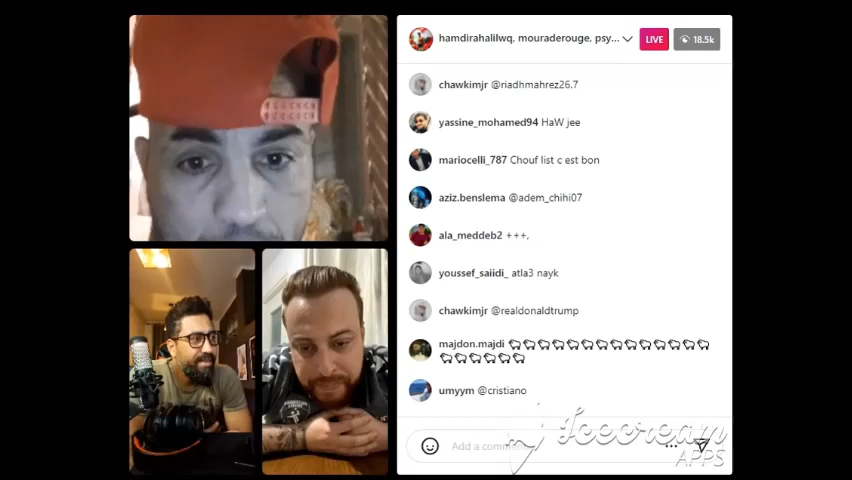 hamdirahalilwq, mouraderouge, psy...
LIVE
18.5k
chawkimjr @riadhmahrez26.7
yassine_mohamed94 HaW jee
mariocelli_787 Chouf list c est bon
aziz.benslema @adem_chihi07
ala_meddeb2 +++,
youssef_saiidi_ atla3 nayk
chawkimjr @realdonaldtrump
majdon.majdi
umyym @cristiano
Add a comment...
Icecream
APPS